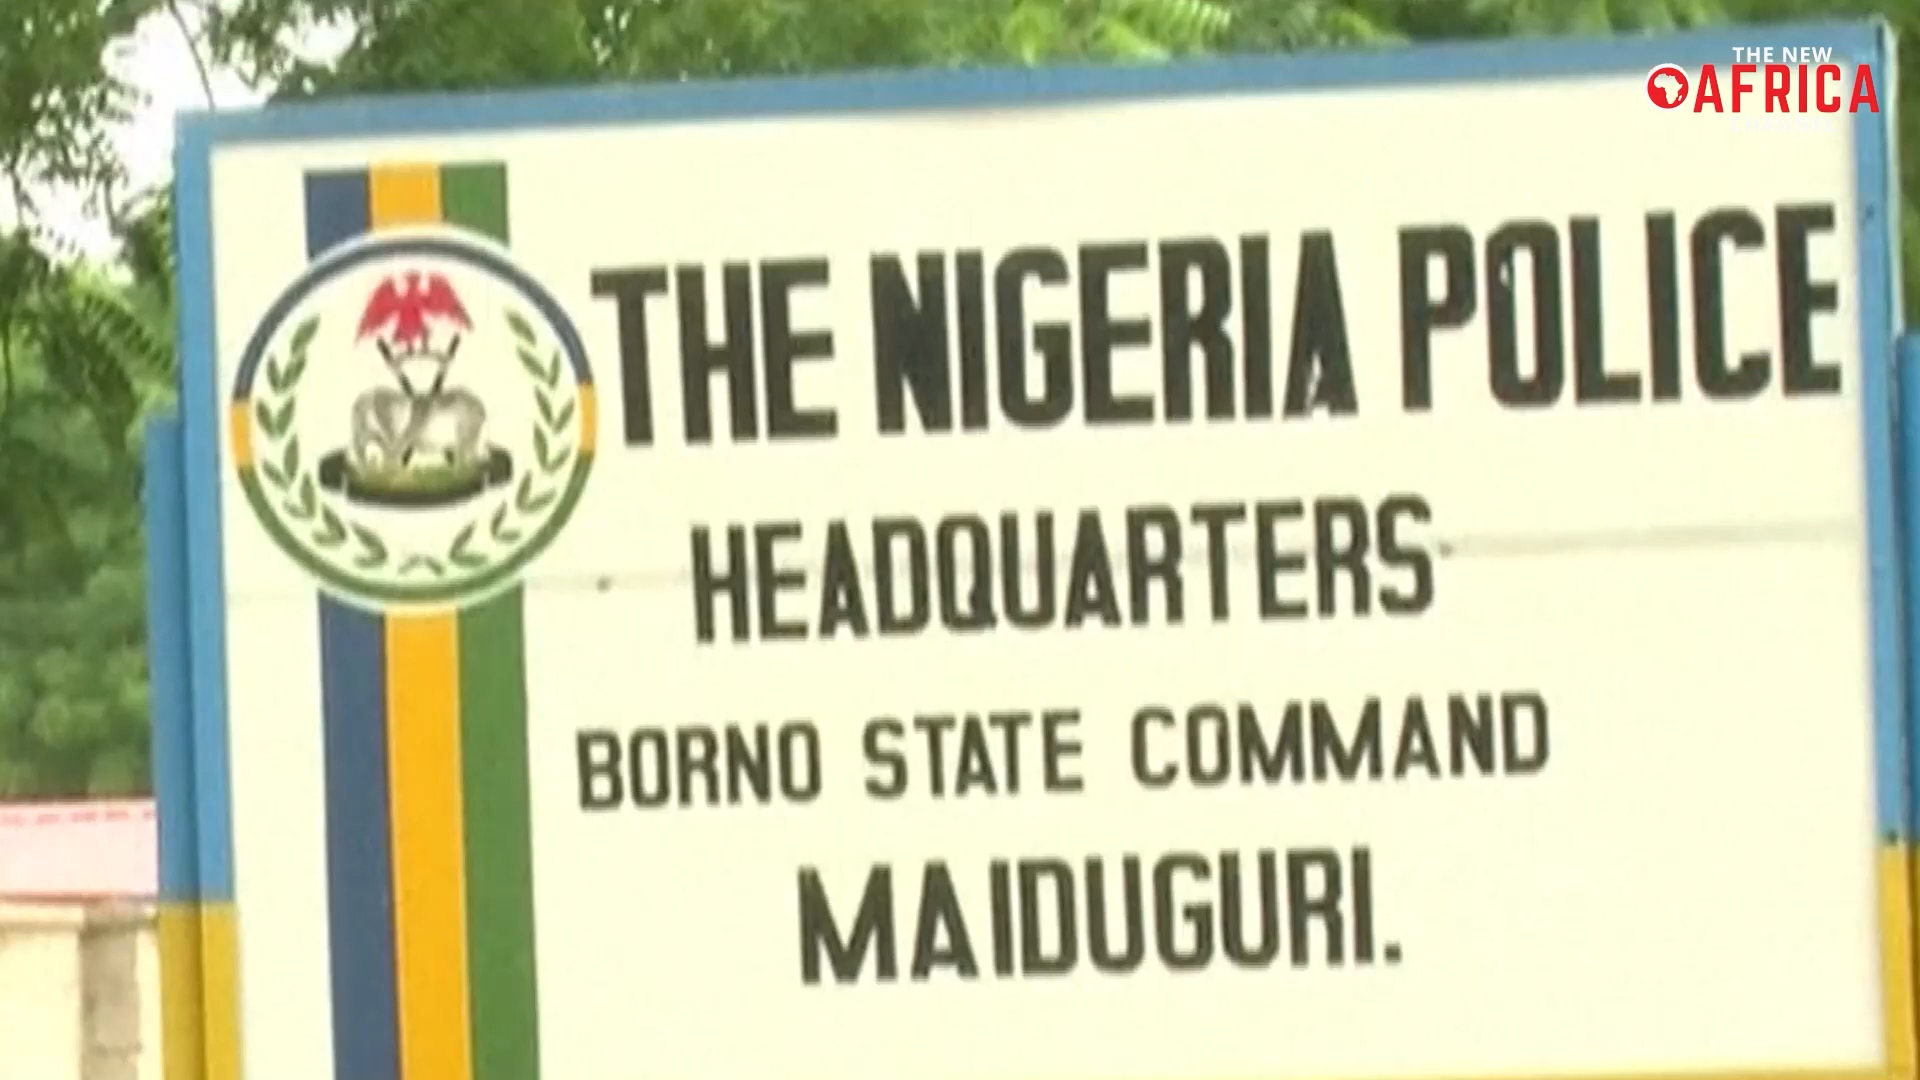 THE NEW
AFRICA
THE NIGERIA POLICE
HEADQUARTERS
BORNO STATE COMMAND
MAIDUGURI.